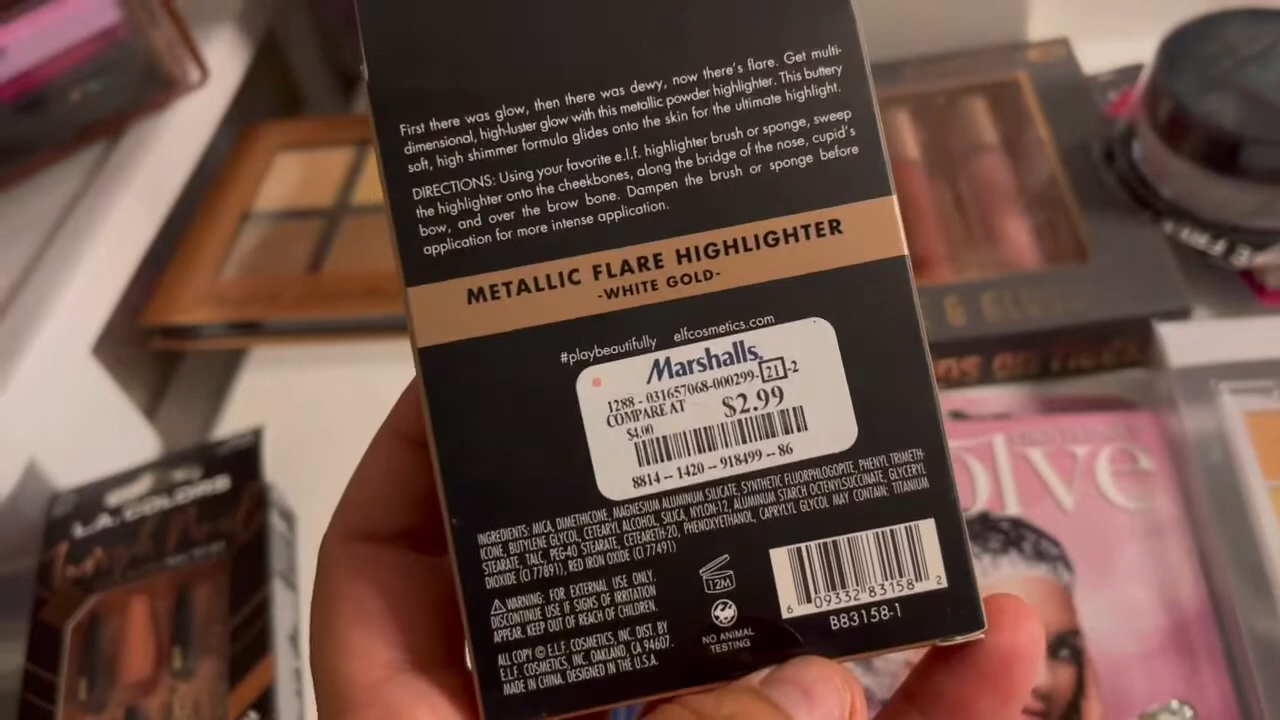 First there was glow, then there was dewy, now there's flare. Get multi-
dimensional, high-luster glow with this metallic powder highlighter. This buttery
soft, high shimmer formula glides onto the skin for the ultimate highlight.
DIRECTIONS: Using your favorite e.l.f. highlighter brush or sponge, sweep
the highlighter onto the cheekbones, along the bridge of the nose, cupid's
bow, and over the brow bone. Dampen the brush or sponge before
application for more intense application.
METALLIC FLARE HIGHLIGHTER
-WHITE GOLD-
#playbeautifully elfcosmetics.com
Marshalls.
1288 - 031657068-000299-21-2
COMPARE AT $2.99
$4.00
8814 -- 1420 -- 918499 -- 86
INGREDIENTS: MICA, DIMETHICONE, MAGNESIUM ALUMINUM SILICATE, SYNTHETIC FLUORPHLOGOPITE, PHENYL TRIMETH-
ICONE, BUTYLENE GLYCOL, CETEARYL ALCOHOL, SILICA, NYLON-12, ALUMINUM STARCH OCTENYLSUCCINATE, GLYCERYL
STEARATE, TALC, PEG-40 STEARATE, CETEARETH-20, PHENOXYETHANOL, CAPRYLYL GLYCOL MAY CONTAIN: TITANIUM
DIOXIDE (CI 77891), RED IRON OXIDE (CI 77491)
WARNING: FOR EXTERNAL USE ONLY.
DISCONTINUE USE IF SIGNS OF IRRITATION
APPEAR. KEEP OUT OF REACH OF CHILDREN.
ALL COPY © E.L.F. COSMETICS, INC. DIST. BY
E.L.F. COSMETICS, INC. OAKLAND, CA 94607.
MADE IN CHINA. DESIGNED IN THE U.S.A.
12M
NO ANIMAL
TESTING
6 09332 83158 2
B83158-1
L.A. COLORS
olve